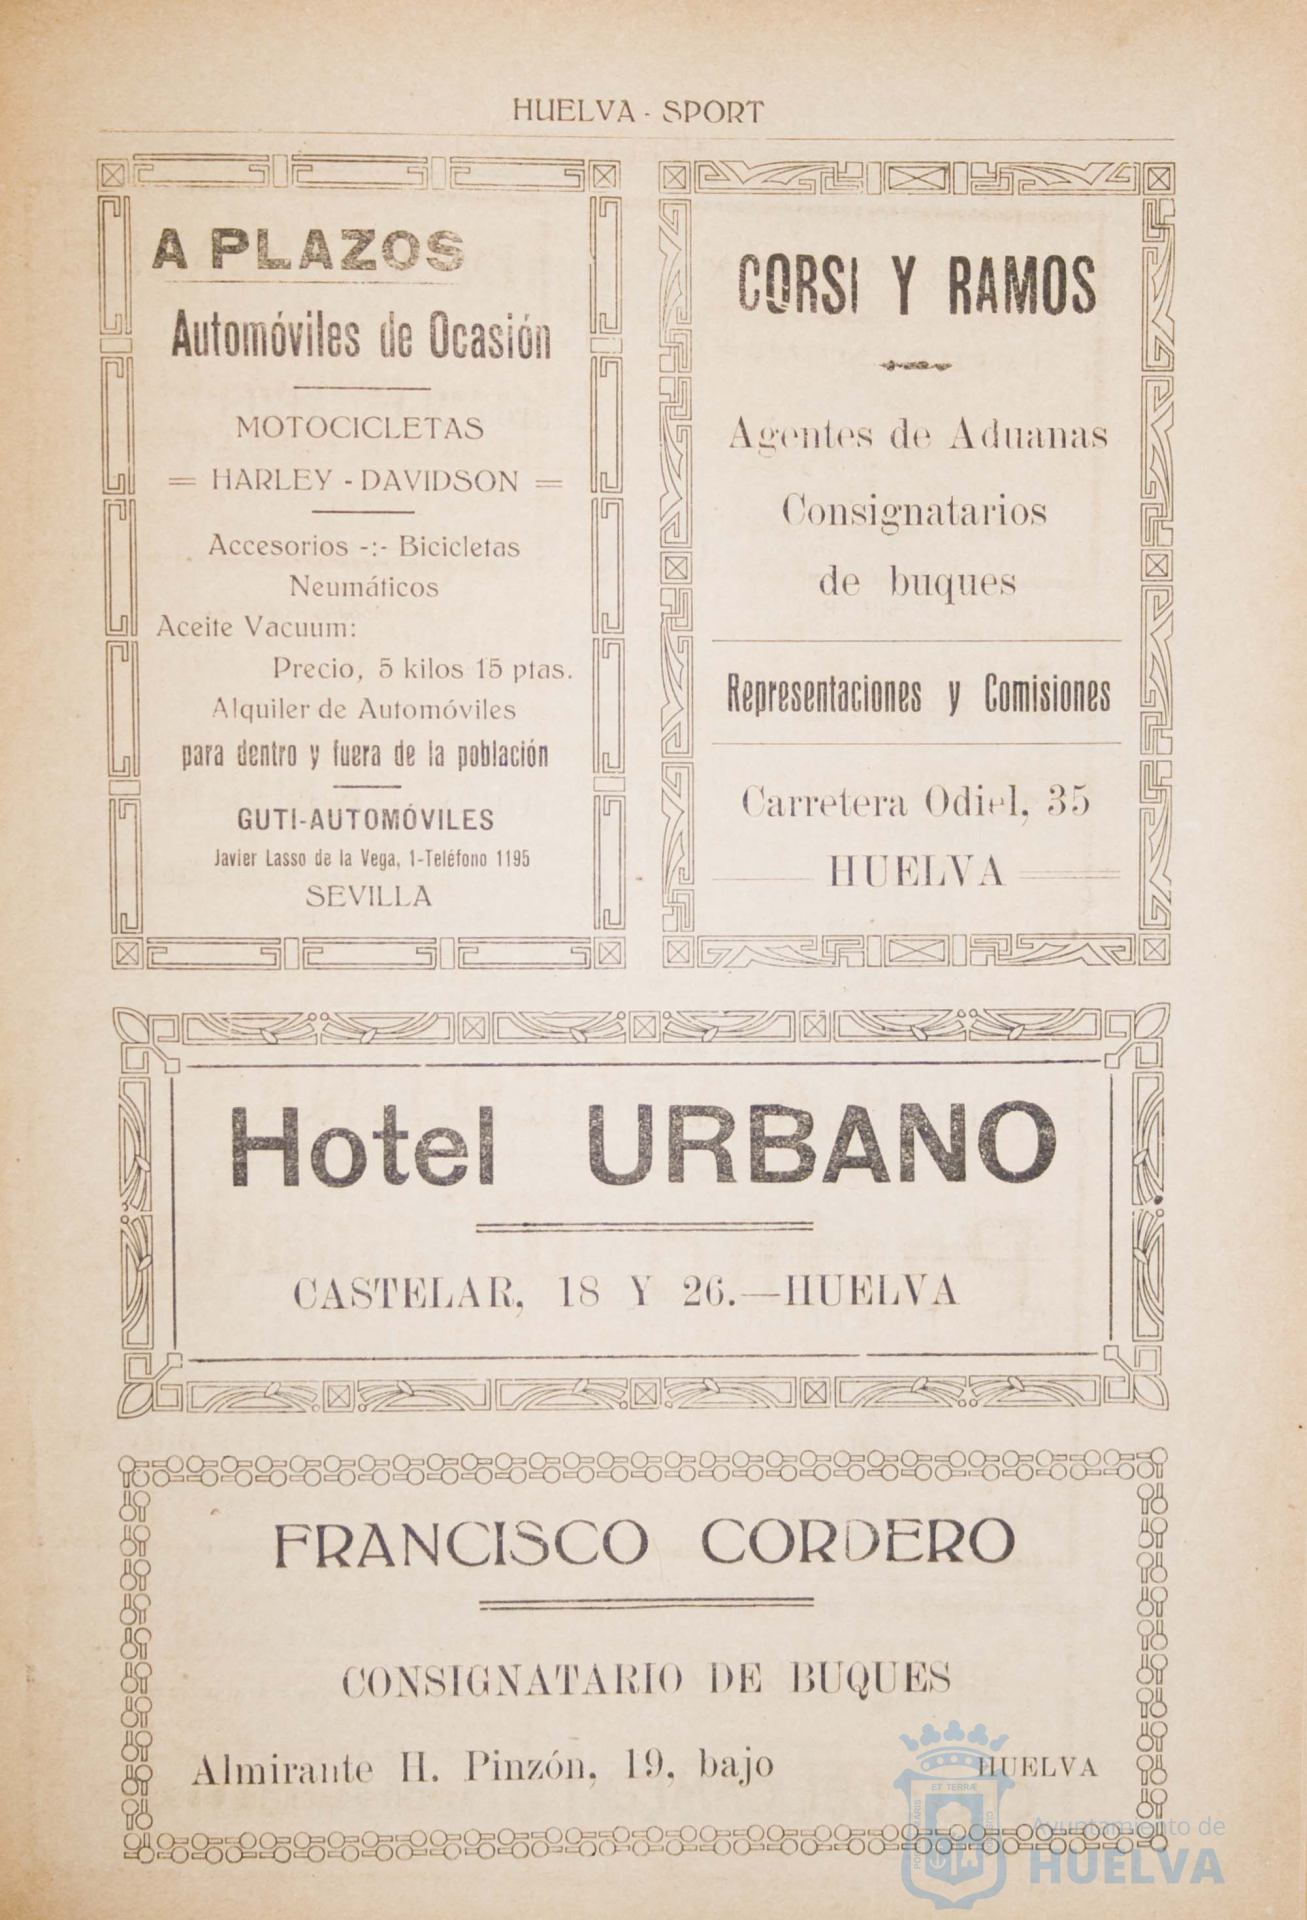 HUELVA - SPORT
A PLAZOS
Automóviles de Ocasión
MOTOCICLETAS
= HARLEY - DAVIDSON =
Accesorios -:- Bicicletas
Neumáticos
Aceite Vacuum:
Precio, 5 kilos 15 ptas.
Alquiler de Automóviles
para dentro y fuera de la población
GUTI-AUTOMÓVILES
Javier Lasso de la Vega, 1-Teléfono 1195
SEVILLA
CORSI Y RAMOS
Agentes de Aduanas
Consignatarios
de buques
Representaciones y Comisiones
Carretera Odiel, 35
HUELVA
Hotel URBANO
CASTELAR, 18 Y 26.—HUELVA
FRANCISCO CORDERO
CONSIGNATARIO DE BUQUES
Almirante H. Pinzón, 19, bajo HUELVA
ET TERRÆ
Ayuntamiento de
HUELVA